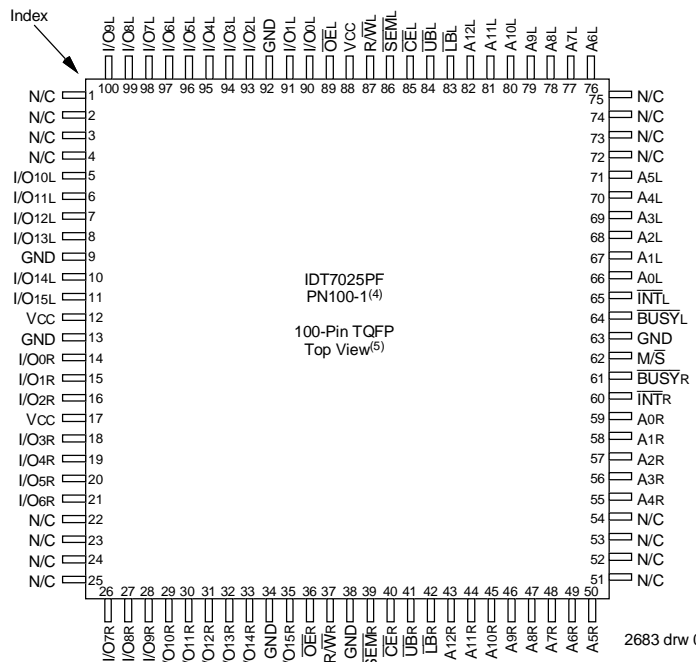 Index
I/O9L
I/O8L
I/O7L
I/O6L
I/O5L
I/O4L
I/O3L
I/O2L
GND
I/O1L
I/O0L
OEL
VCC
R/WL
SEML
CEL
UBL
LBL
A12L
A11L
A10L
A9L
A8L
A7L
A6L
100 99 98 97 96 95 94 93 92 91 90 89 88 87 86 85 84 83 82 81 80 79 78 77 76
N/C 1 75 N/C
N/C 2 74 N/C
N/C 3 73 N/C
N/C 4 72 N/C
I/O10L 5 71 A5L
I/O11L 6 70 A4L
I/O12L 7 69 A3L
I/O13L 8 68 A2L
GND 9 67 A1L
I/O14L 10 66 A0L
I/O15L 11 65 INTL
VCC 12 64 BUSYL
GND 13 63 GND
I/O0R 14 62 M/S
I/O1R 15 61 BUSYR
I/O2R 16 60 INTR
VCC 17 59 A0R
I/O3R 18 58 A1R
I/O4R 19 57 A2R
I/O5R 20 56 A3R
I/O6R 21 55 A4R
N/C 22 54 N/C
N/C 23 53 N/C
N/C 24 52 N/C
N/C 25 51 N/C
IDT7025PF
PN100-1(4)
100-Pin TQFP
Top View(5)
26 27 28 29 30 31 32 33 34 35 36 37 38 39 40 41 42 43 44 45 46 47 48 49 50
I/O7R
I/O8R
I/O9R
I/O10R
I/O11R
I/O12R
I/O13R
I/O14R
GND
I/O15R
OER
R/WR
GND
SEMR
CER
UBR
LBR
A12R
A11R
A10R
A9R
A8R
A7R
A6R
A5R
2683 drw